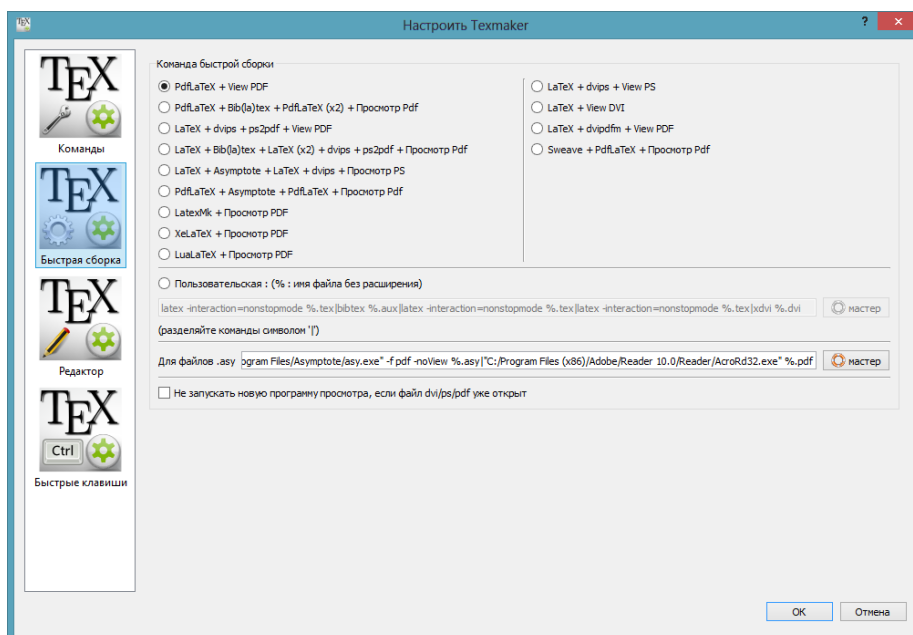 Настроить Texmaker
? ×
TEX
Команды
TEX
Быстрая сборка
TEX
Редактор
TEX
Ctrl
Быстрые клавиши
Команда быстрой сборки
PdfLaTeX + View PDF
PdfLaTeX + Bib(la)tex + PdfLaTeX (x2) + Просмотр Pdf
LaTeX + dvips + ps2pdf + View PDF
LaTeX + Bib(la)tex + LaTeX (x2) + dvips + ps2pdf + Просмотр Pdf
LaTeX + Asymptote + LaTeX + dvips + Просмотр PS
PdfLaTeX + Asymptote + PdfLaTeX + Просмотр Pdf
LatexMk + Просмотр PDF
XeLaTeX + Просмотр PDF
LuaLaTeX + Просмотр PDF
LaTeX + dvips + View PS
LaTeX + View DVI
LaTeX + dvipdfm + View PDF
Sweave + PdfLaTeX + Просмотр Pdf
Пользовательская : (% : имя файла без расширения)
latex -interaction=nonstopmode %.tex|bibtex %.aux|latex -interaction=nonstopmode %.tex|latex -interaction=nonstopmode %.tex|xdvi %.dvi
мастер
(разделяйте команды символом '|')
Для файлов .asy ogram Files/Asymptote/asy.exe" -f pdf -noView %.asy|"C:/Program Files (x86)/Adobe/Reader 10.0/Reader/AcroRd32.exe" %.pdf мастер
Не запускать новую программу просмотра, если файл dvi/ps/pdf уже открыт
OK
Отмена